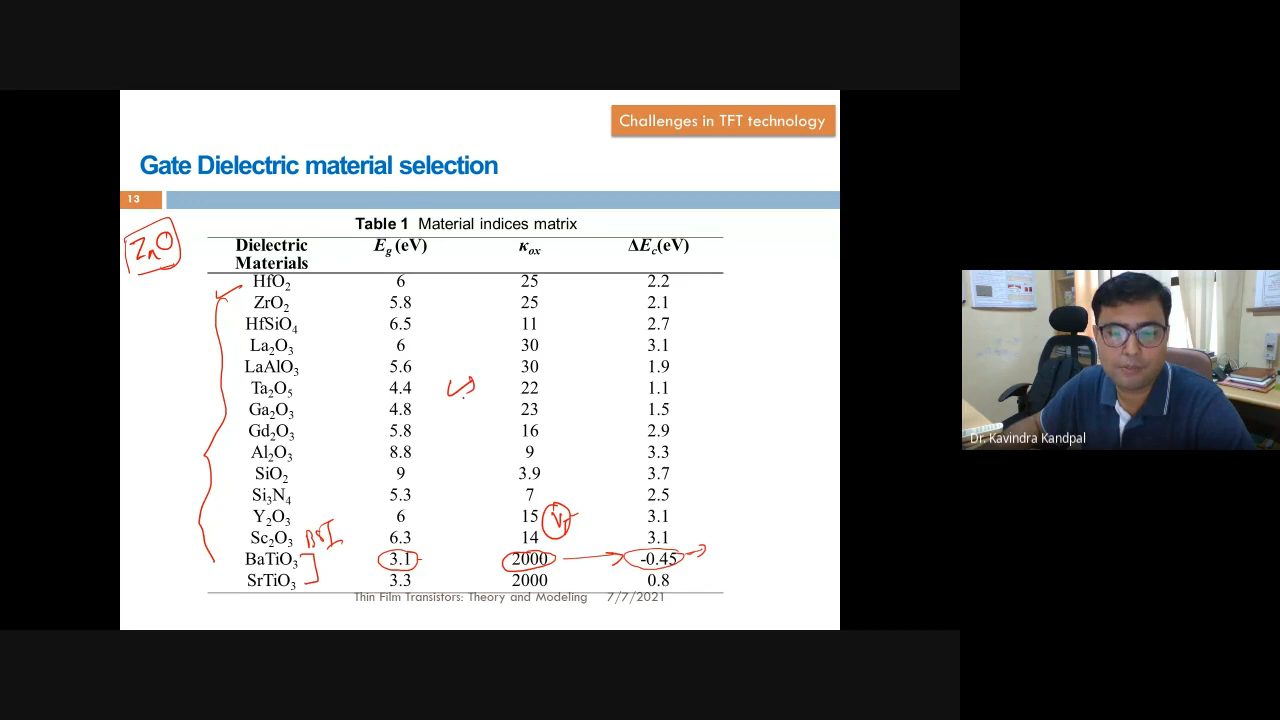 Challenges in TFT technology
Gate Dielectric material selection
13
ZnO
Table 1 Material indices matrix
Dielectric Materials E_g (eV) κ_ox ΔE_c(eV)
HfO₂ 6 25 2.2
ZrO₂ 5.8 25 2.1
HfSiO₄ 6.5 11 2.7
La₂O₃ 6 30 3.1
LaAlO₃ 5.6 30 1.9
Ta₂O₅ 4.4 22 1.1
Ga₂O₃ 4.8 23 1.5
Gd₂O₃ 5.8 16 2.9
Al₂O₃ 8.8 9 3.3
SiO₂ 9 3.9 3.7
Si₃N₄ 5.3 7 2.5
Y₂O₃ 6 15 3.1
Sc₂O₃ 6.3 14 3.1
BaTiO₃ 3.1 2000 -0.45
SrTiO₃ 3.3 2000 0.8
Thin Film Transistors: Theory and Modeling 7/7/2021
Dr. Kavindra Kandpal